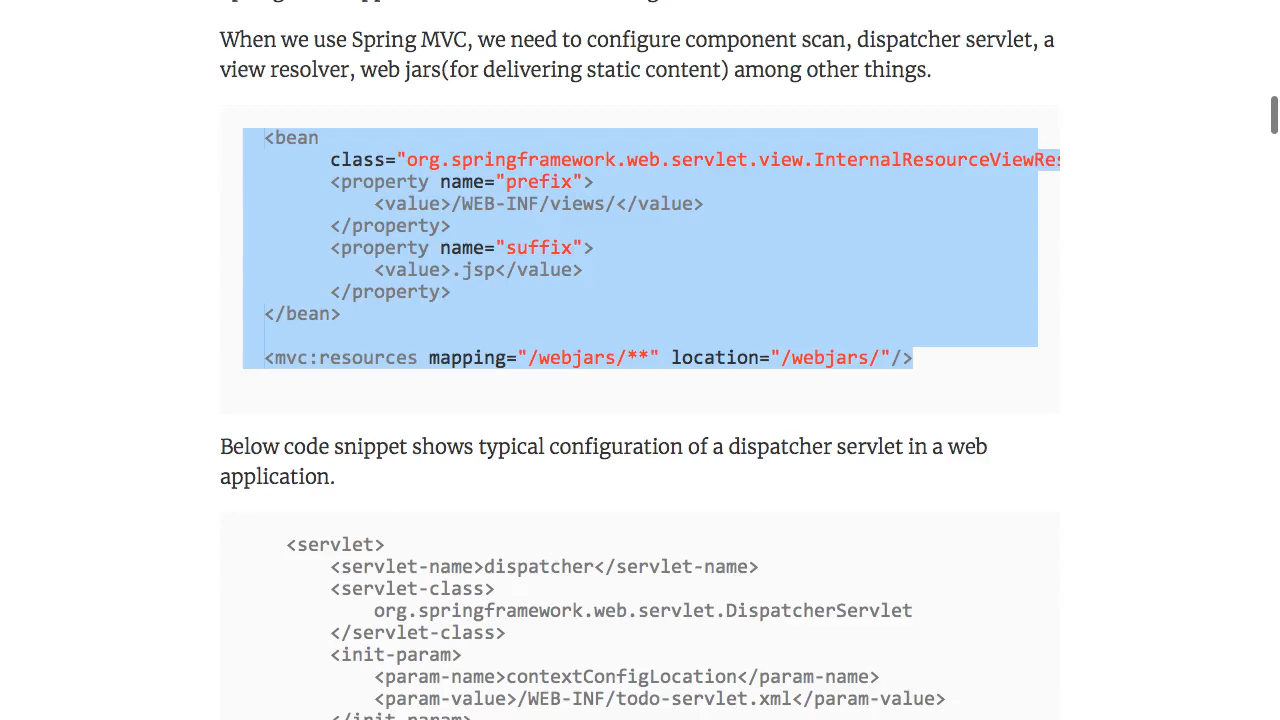 When we use Spring MVC, we need to configure component scan, dispatcher servlet, a
view resolver, web jars(for delivering static content) among other things.
<bean
class="org.springframework.web.servlet.view.InternalResourceViewRes
<property name="prefix">
<value>/WEB-INF/views/</value>
</property>
<property name="suffix">
<value>.jsp</value>
</property>
</bean>
<mvc:resources mapping="/webjars/**" location="/webjars/"/>
Below code snippet shows typical configuration of a dispatcher servlet in a web
application.
<servlet>
<servlet-name>dispatcher</servlet-name>
<servlet-class>
org.springframework.web.servlet.DispatcherServlet
</servlet-class>
<init-param>
<param-name>contextConfigLocation</param-name>
<param-value>/WEB-INF/todo-servlet.xml</param-value>
</init-param>